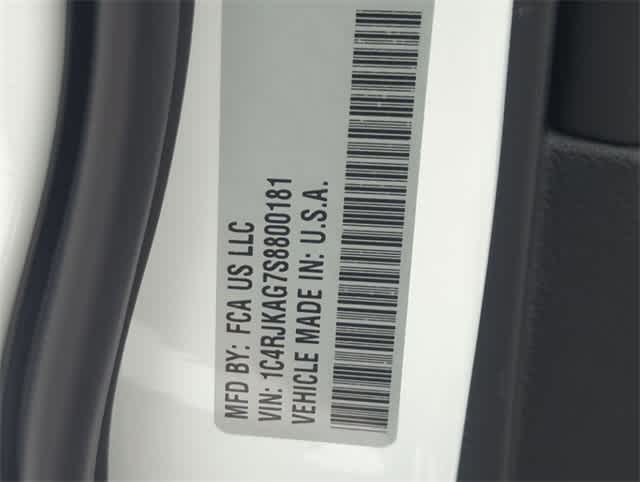 MFD BY: FCA US LLC
VIN: 1C4RJKAG7S8800181
VEHICLE MADE IN: U.S.A.